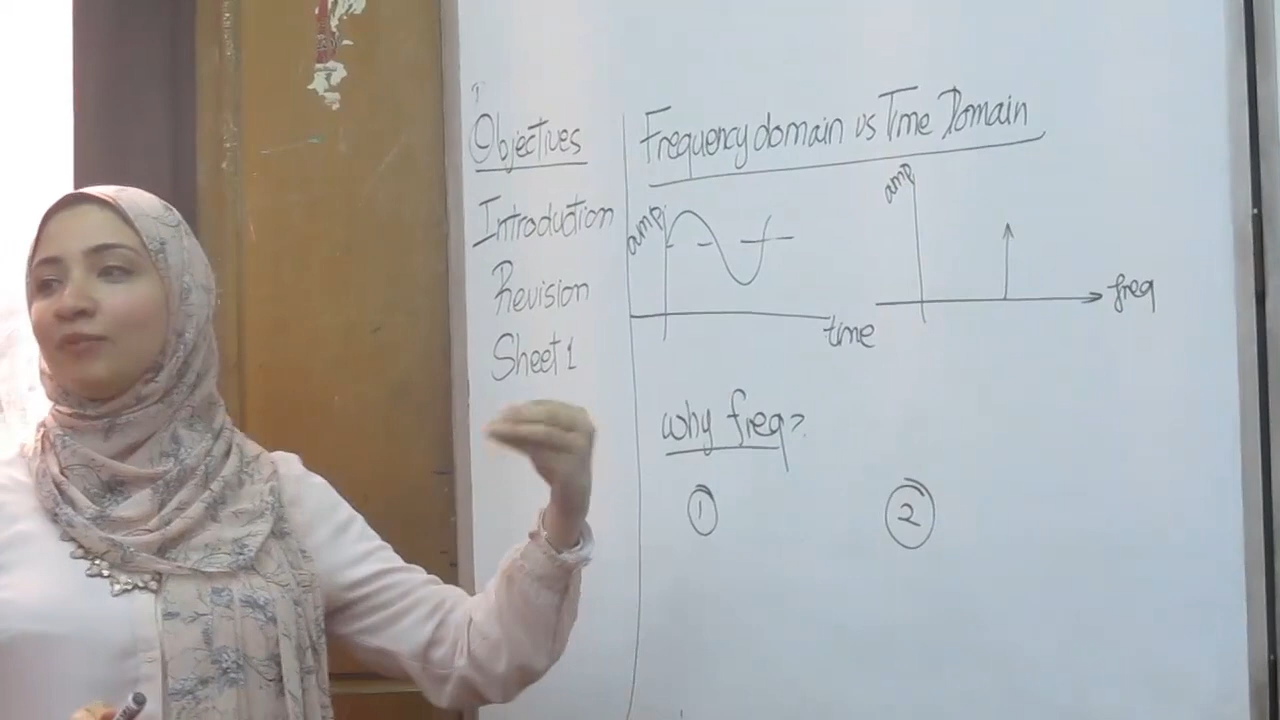 Objectives
Introduction
Revision
Sheet 1
Frequency domain vs Time Domain
amp
time
amp
freq
why freq?
1
2